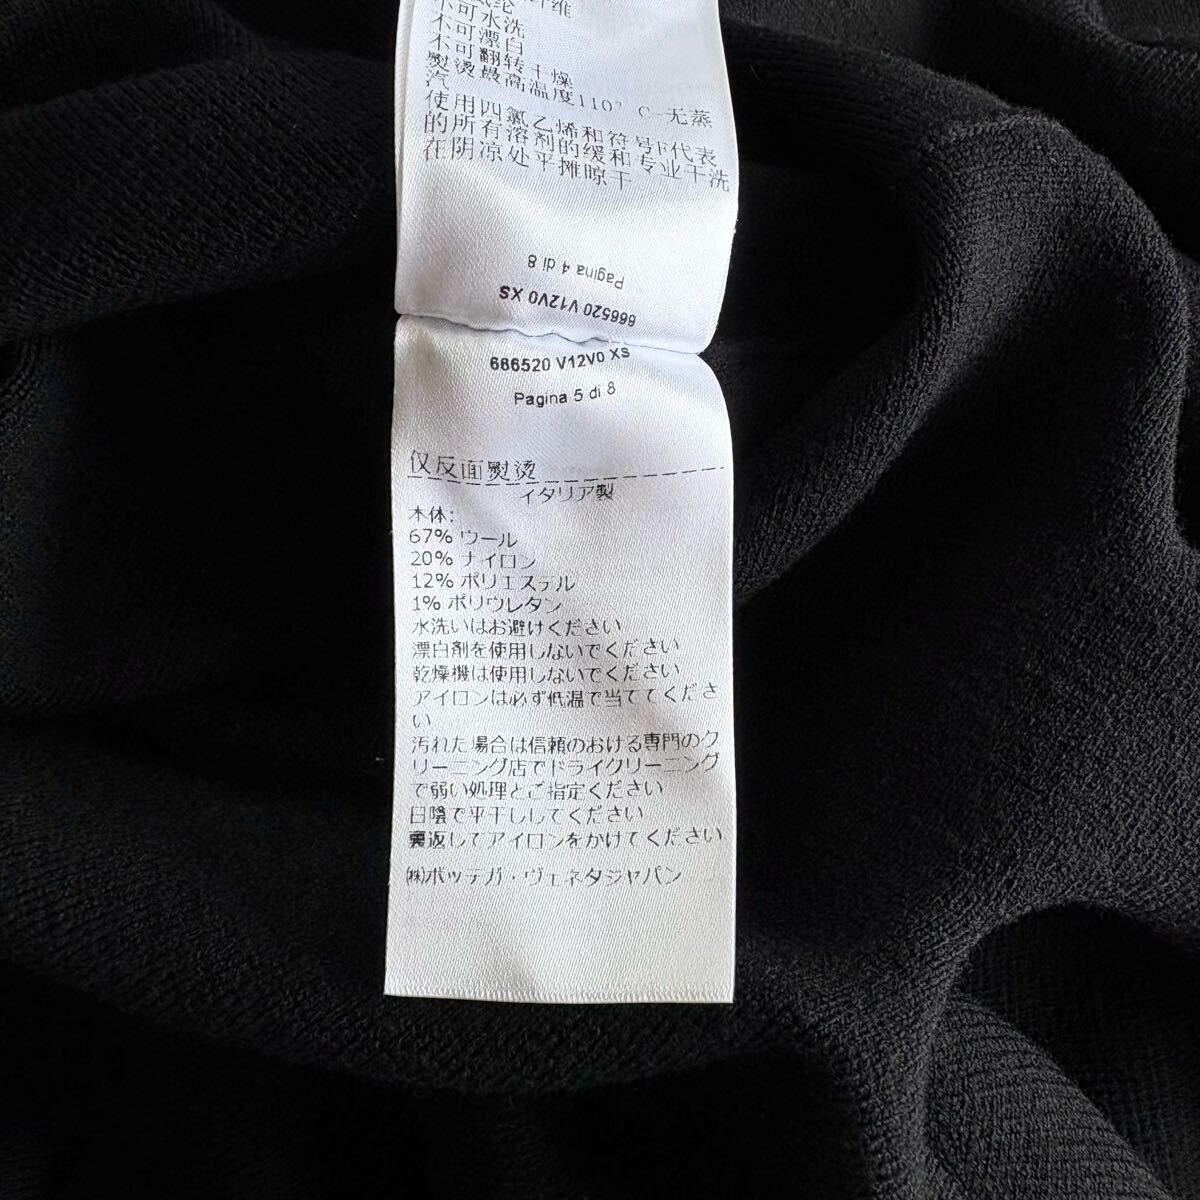 不可水洗
不可漂白
不可翻转干燥
熨烫最高温度110° C-无蒸
汽
使用四氯乙烯和符号F代表
的所有溶剂的缓和专业干洗
在阴凉处平摊晾干
Pagina 4 di 8
666520 V12V0 XS
666520 V12V0 XS
Pagina 5 di 8
仅反面熨烫
イタリア製
本体:
67% ウール
20% ナイロン
12% ポリエステル
1% ポリウレタン
水洗いはお避けください
漂白剤を使用しないでください
乾燥機は使用しないでください
アイロンは必ず低温で当ててくださ
い
汚れた場合は信頼のおける専門のク
リーニング店でドライクリーニング
で弱い処理とご指定ください
日陰で平干ししてください
裏返してアイロンをかけてください
㈱ボッテガ・ヴェネタジャパン